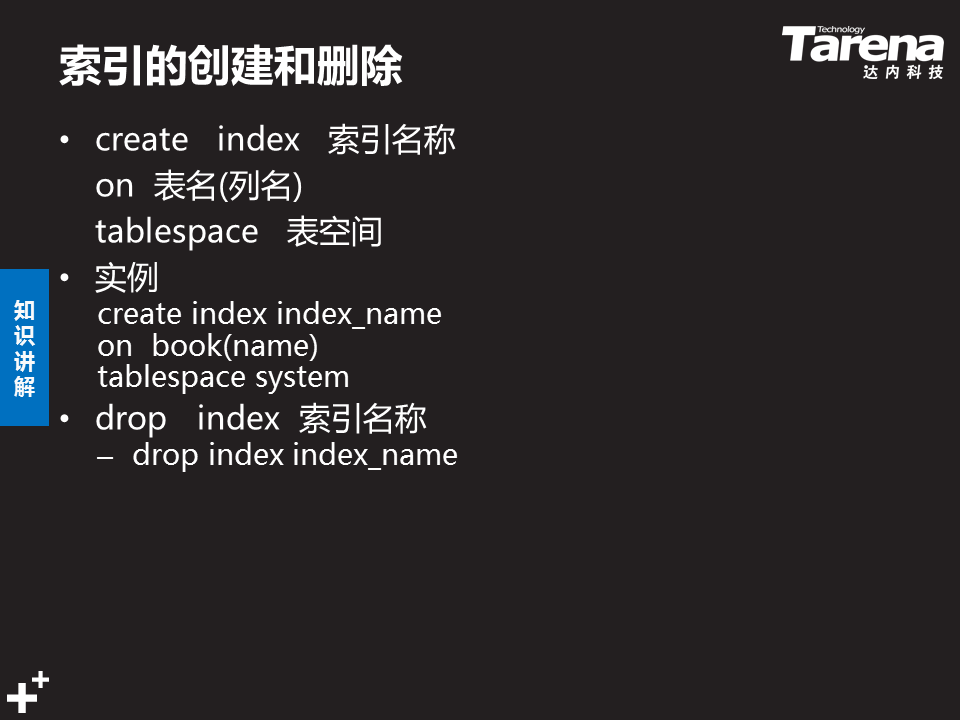 索引的创建和删除
Technology
Tarena
达内科技
• create index 索引名称
on 表名(列名)
tablespace 表空间
• 实例
create index index_name
on book(name)
tablespace system
• drop index 索引名称
– drop index index_name
知识讲解